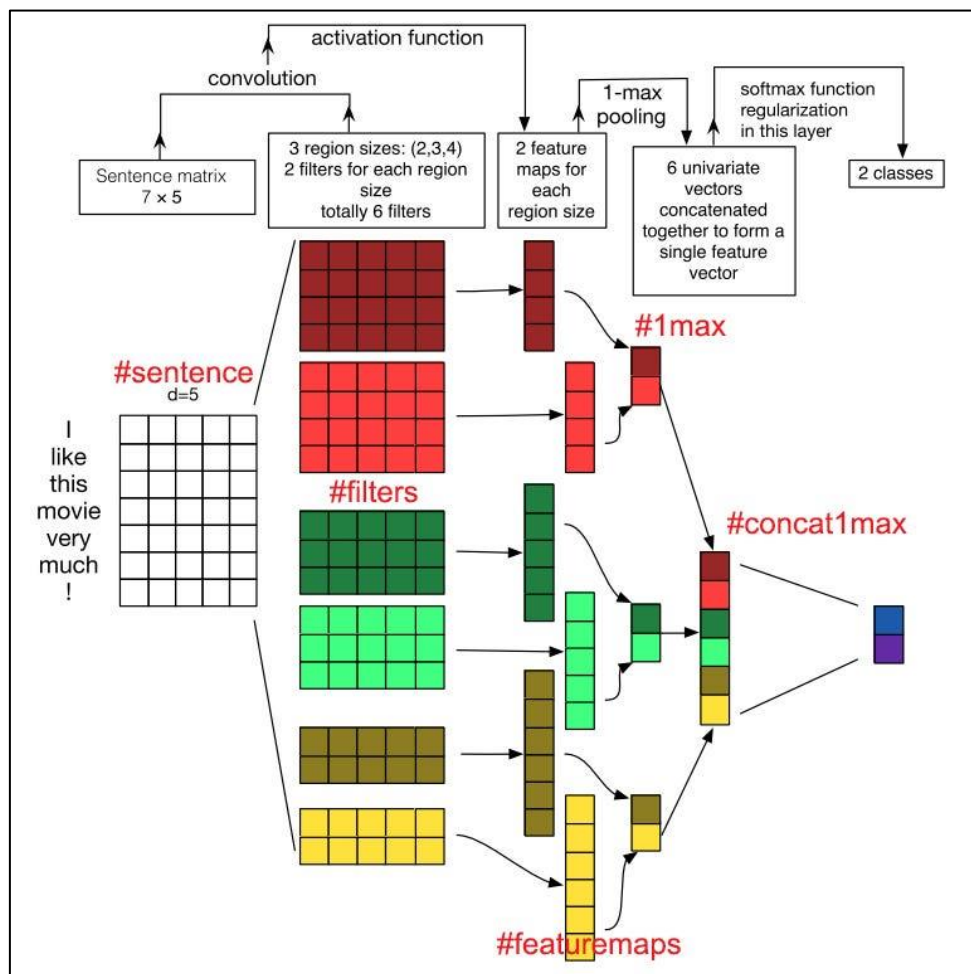 activation function
convolution
1-max
pooling
softmax function
regularization
in this layer
Sentence matrix
7 × 5
3 region sizes: (2,3,4)
2 filters for each region
size
totally 6 filters
2 feature
maps for
each
region size
6 univariate
vectors
concatenated
together to form a
single feature
vector
2 classes
#1max
#sentence
d=5
I
like
this
movie
very
much
!
#filters
#concat1max
#featuremaps